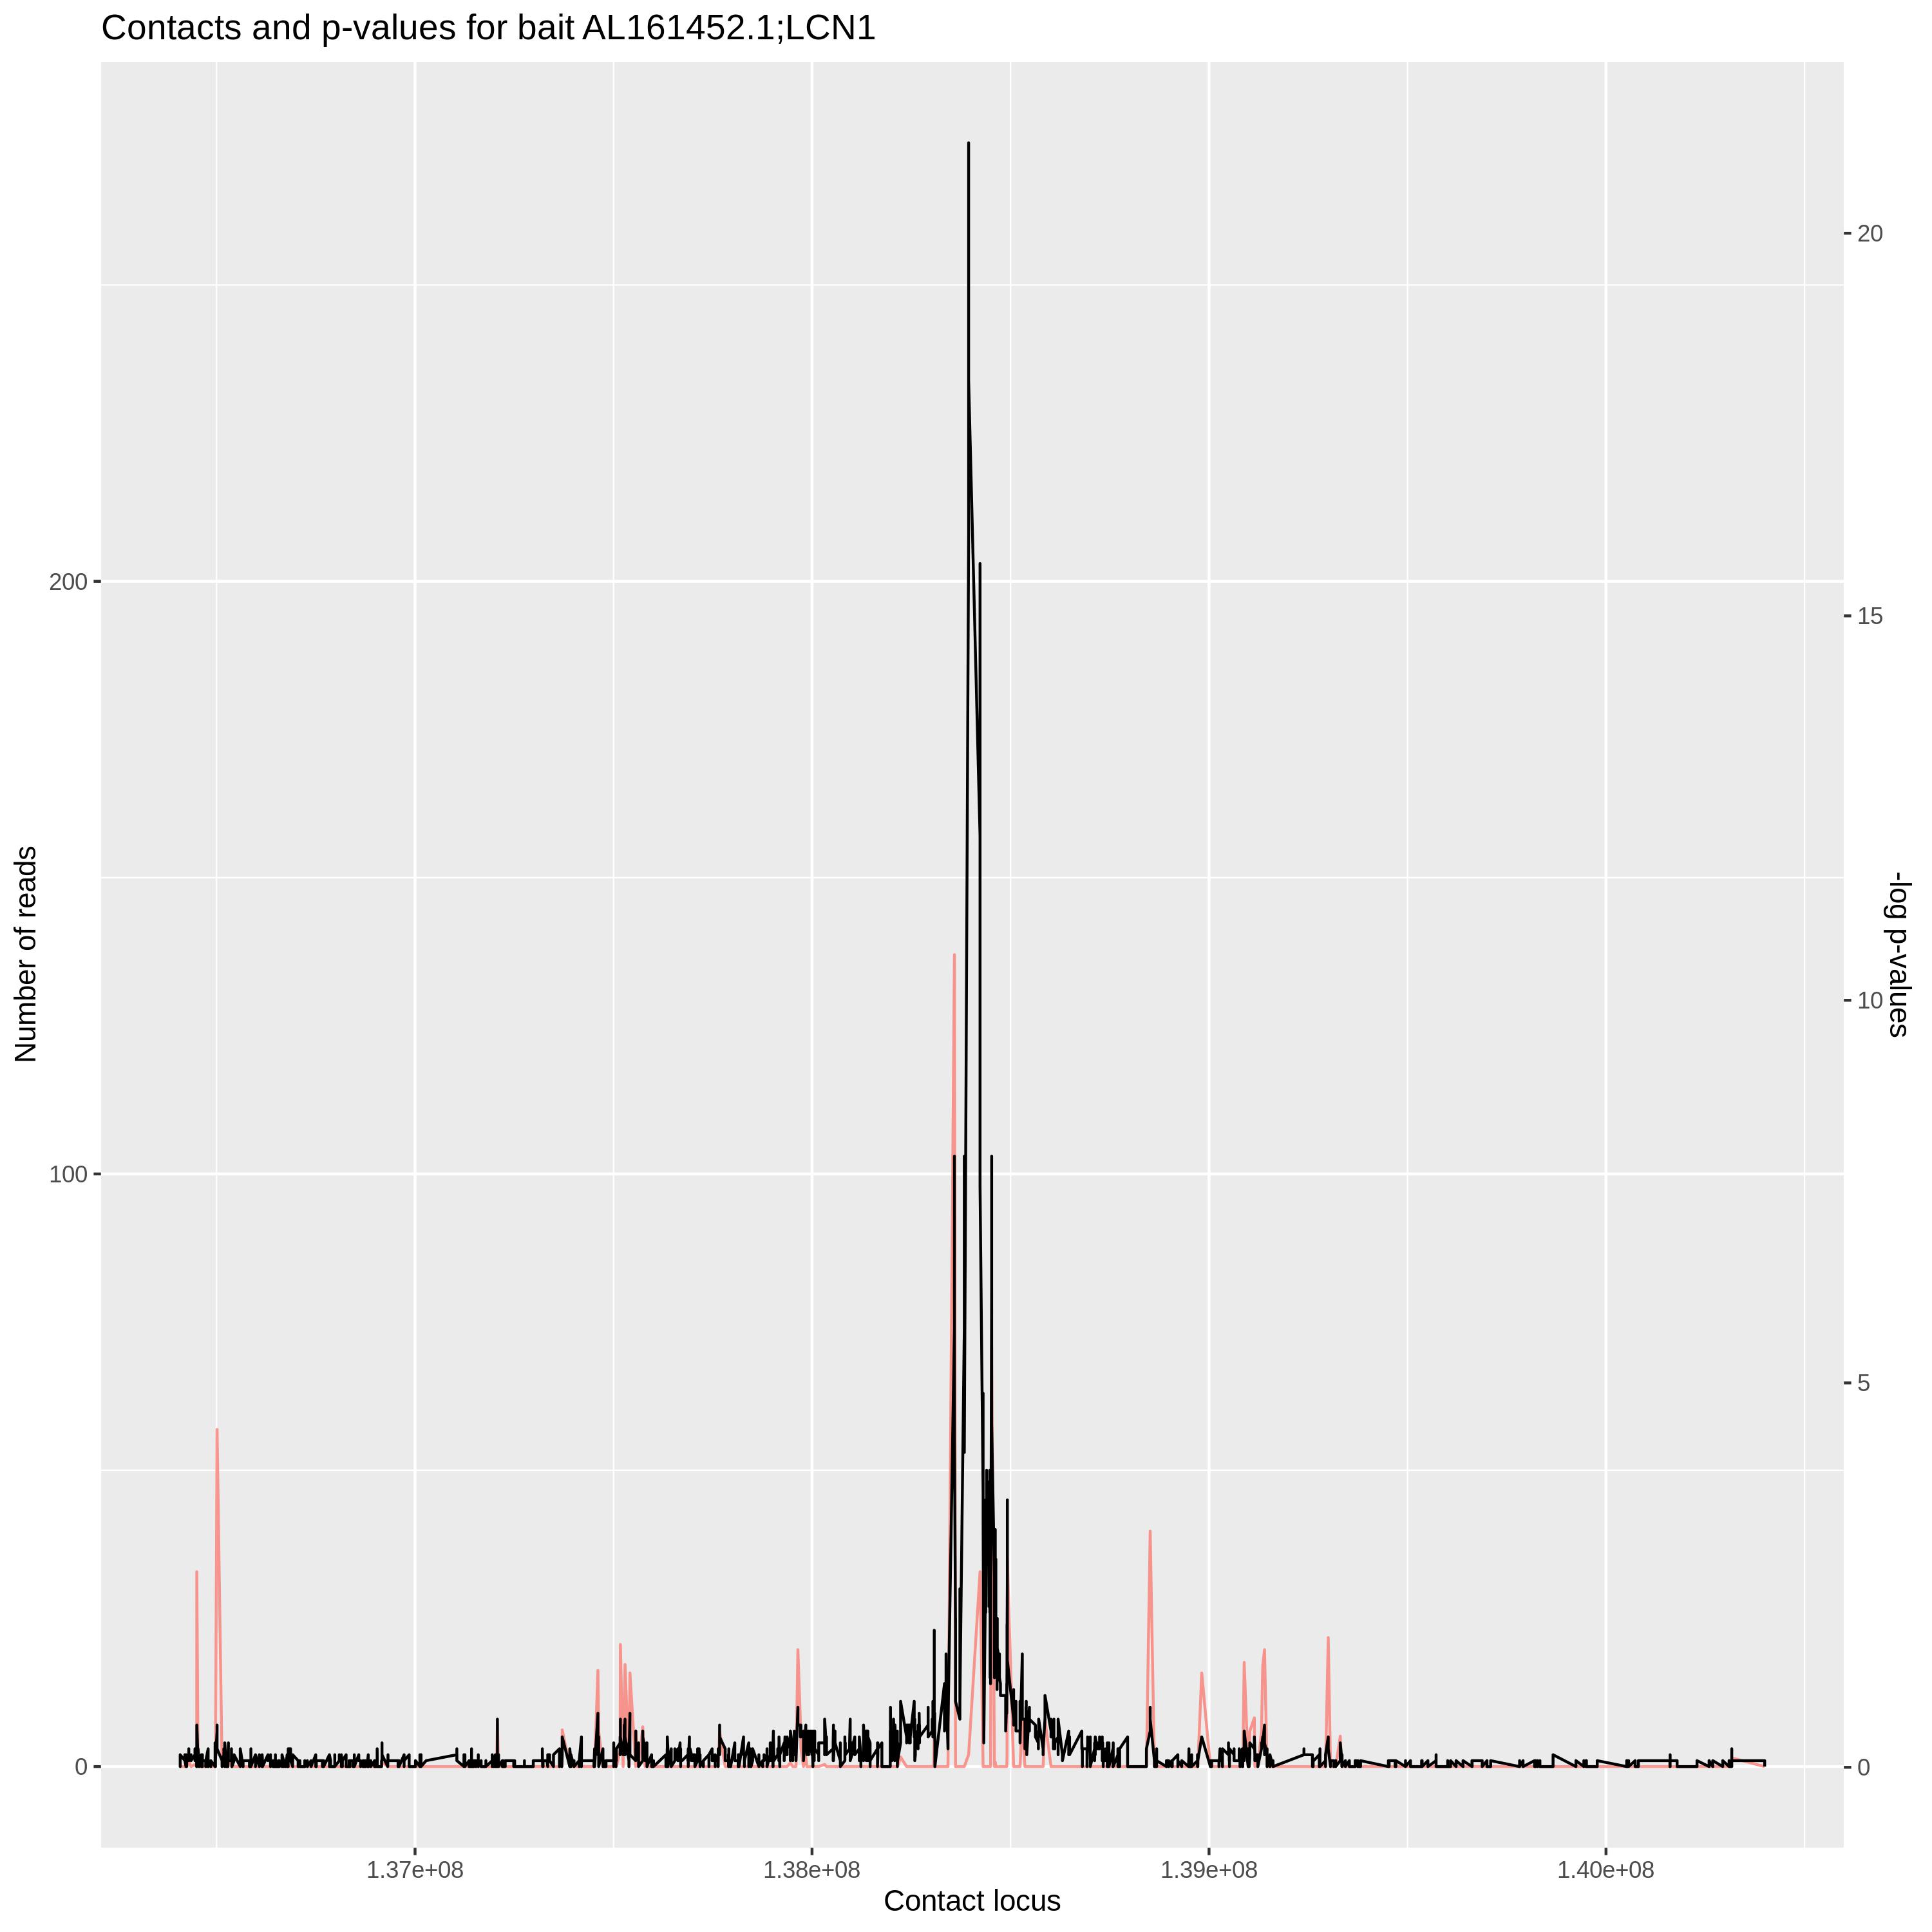 Contacts and p-values for bait AL161452.1;LCN1
Number of reads
200
100
0
20
15
10
5
0
-log p-values
1.37e+08
1.38e+08
1.39e+08
1.40e+08
Contact locus